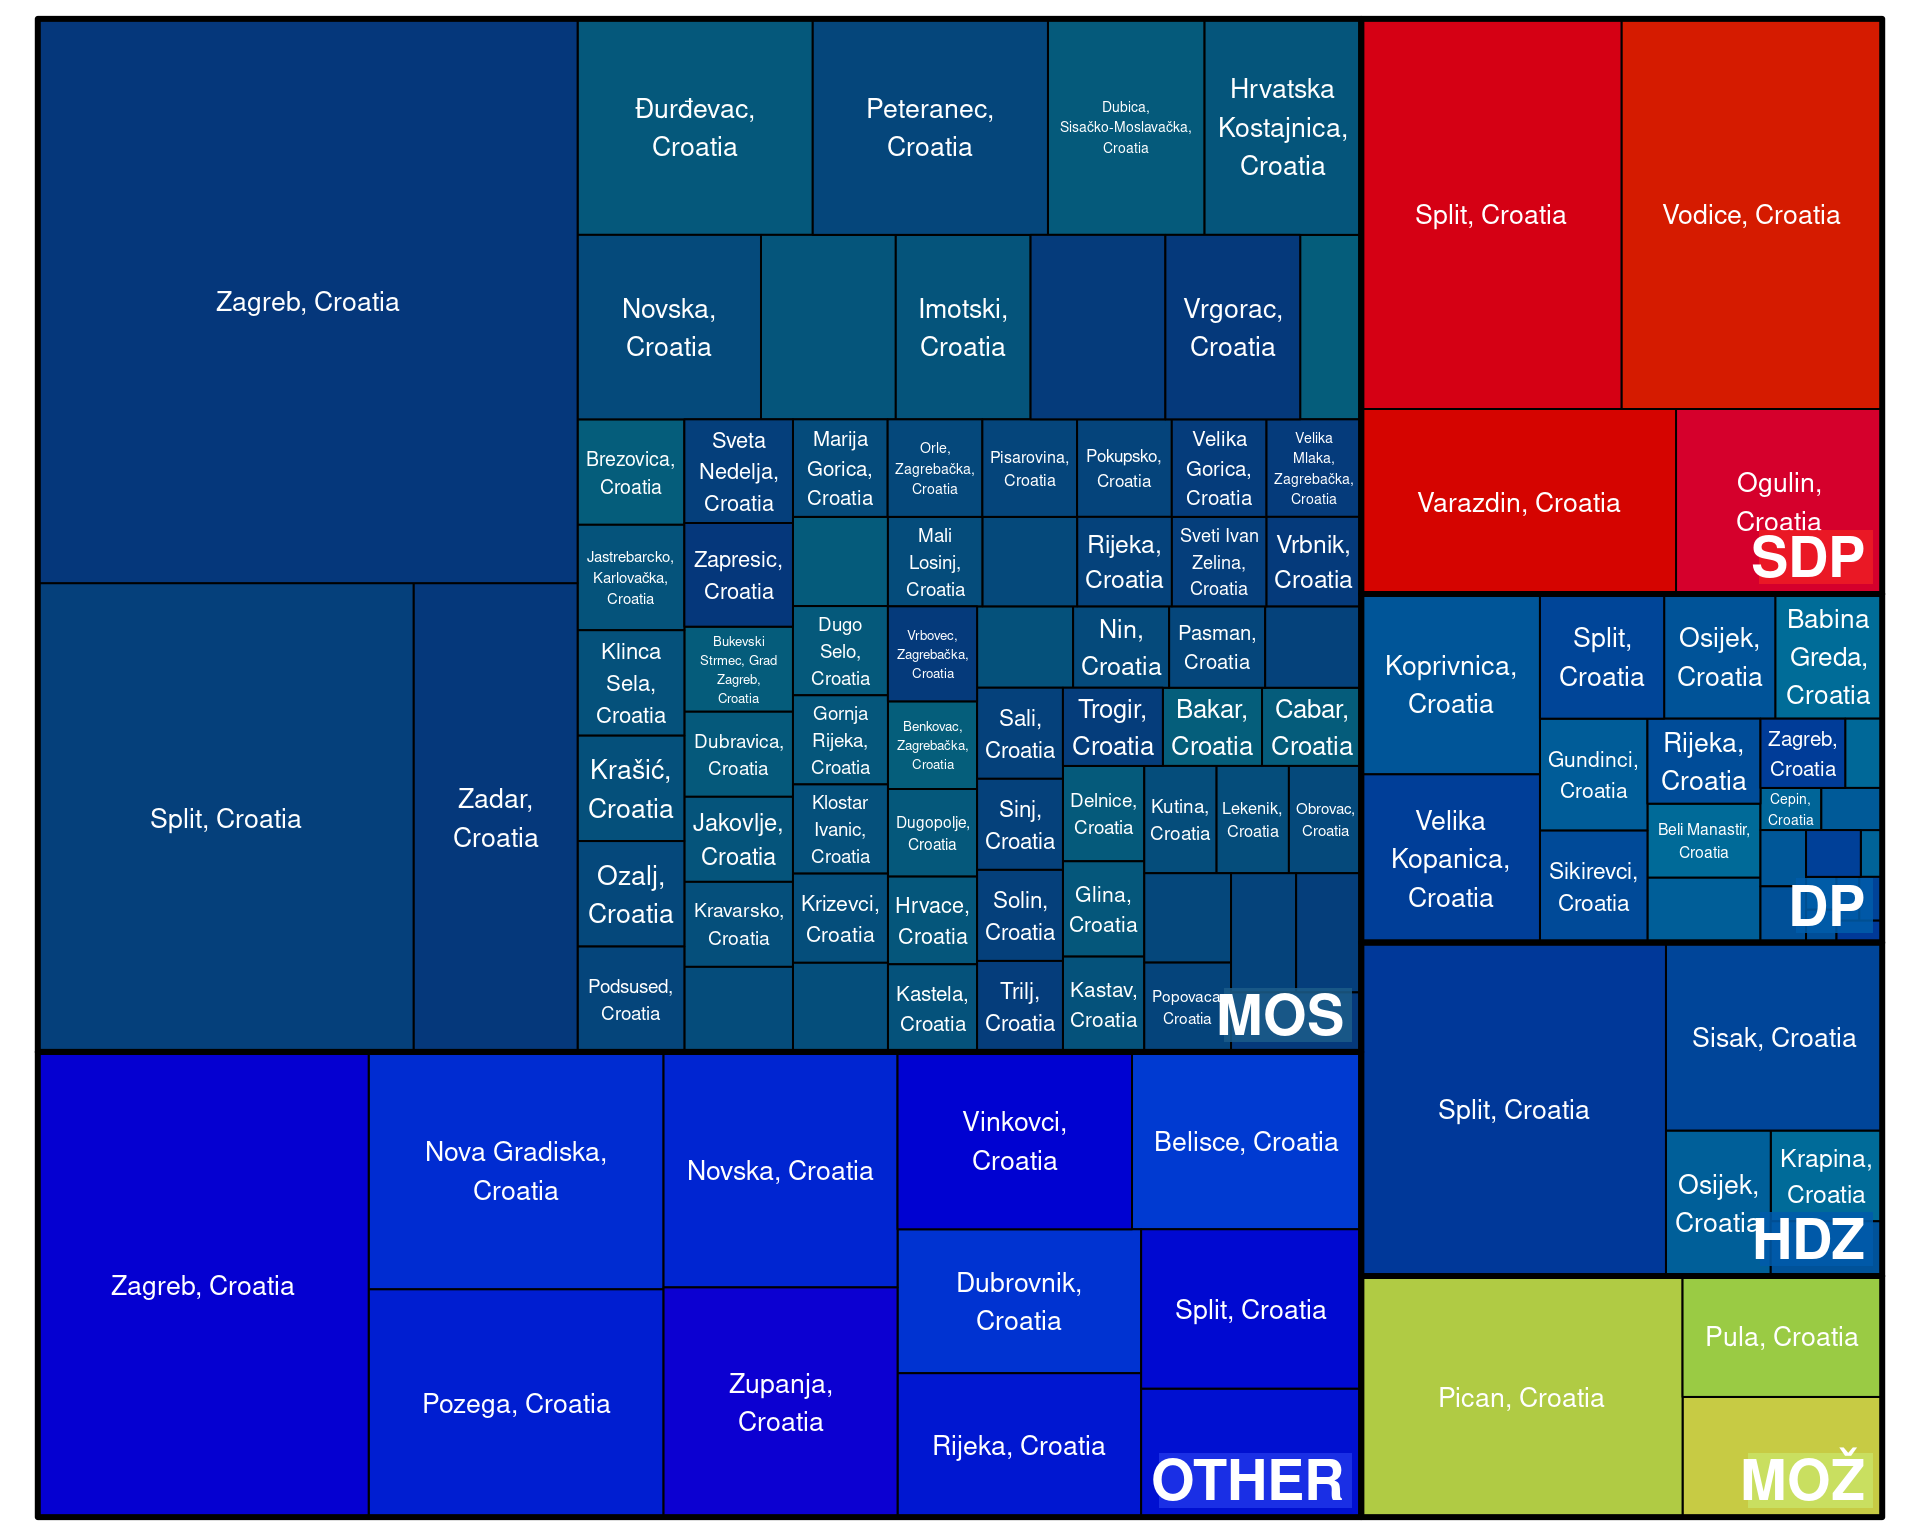 Zagreb, Croatia
Split, Croatia
Zadar,
Croatia
Đurđevac,
Croatia
Peteranec,
Croatia
Dubica,
Sisačko-Moslavačka,
Croatia
Hrvatska
Kostajnica,
Croatia
Novska,
Croatia
Imotski,
Croatia
Vrgorac,
Croatia
Brezovica,
Croatia
Jastrebarcko,
Karlovačka,
Croatia
Klinca
Sela,
Croatia
Krašić,
Croatia
Ozalj,
Croatia
Podsused,
Croatia
Sveta
Nedelja,
Croatia
Zapresic,
Croatia
Bukevski
Strmec, Grad
Zagreb,
Croatia
Dubravica,
Croatia
Jakovlje,
Croatia
Kravarsko,
Croatia
Marija
Gorica,
Croatia
Dugo
Selo,
Croatia
Gornja
Rijeka,
Croatia
Klostar
Ivanic,
Croatia
Krizevci,
Croatia
Orle,
Zagrebačka,
Croatia
Pisarovina,
Croatia
Pokupsko,
Croatia
Velika
Gorica,
Croatia
Velika
Mlaka,
Zagrebačka,
Croatia
Mali
Losinj,
Croatia
Rijeka,
Croatia
Sveti Ivan
Zelina,
Croatia
Vrbnik,
Croatia
Vrbovec,
Zagrebačka,
Croatia
Benkovac,
Zagrebačka,
Croatia
Dugopolje,
Croatia
Hrvace,
Croatia
Kastela,
Croatia
Nin,
Croatia
Pasman,
Croatia
Sali,
Croatia
Sinj,
Croatia
Solin,
Croatia
Trilj,
Croatia
Trogir,
Croatia
Bakar,
Croatia
Cabar,
Croatia
Delnice,
Croatia
Glina,
Croatia
Kastav,
Croatia
Kutina,
Croatia
Lekenik,
Croatia
Obrovac,
Croatia
Popovaca,
Croatia
MOS
Zagreb, Croatia
Nova Gradiska,
Croatia
Pozega, Croatia
Novska, Croatia
Zupanja,
Croatia
Vinkovci,
Croatia
Belisce, Croatia
Dubrovnik,
Croatia
Rijeka, Croatia
Split, Croatia
OTHER
Split, Croatia
Vodice, Croatia
Varazdin, Croatia
Ogulin,
Croatia
SDP
Koprivnica,
Croatia
Velika
Kopanica,
Croatia
Split,
Croatia
Osijek,
Croatia
Babina
Greda,
Croatia
Gundinci,
Croatia
Sikirevci,
Croatia
Rijeka,
Croatia
Beli Manastir,
Croatia
Zagreb,
Croatia
Cepin,
Croatia
DP
Split, Croatia
Sisak, Croatia
Osijek,
Croatia
Krapina,
Croatia
HDZ
Pican, Croatia
Pula, Croatia
MOŽ